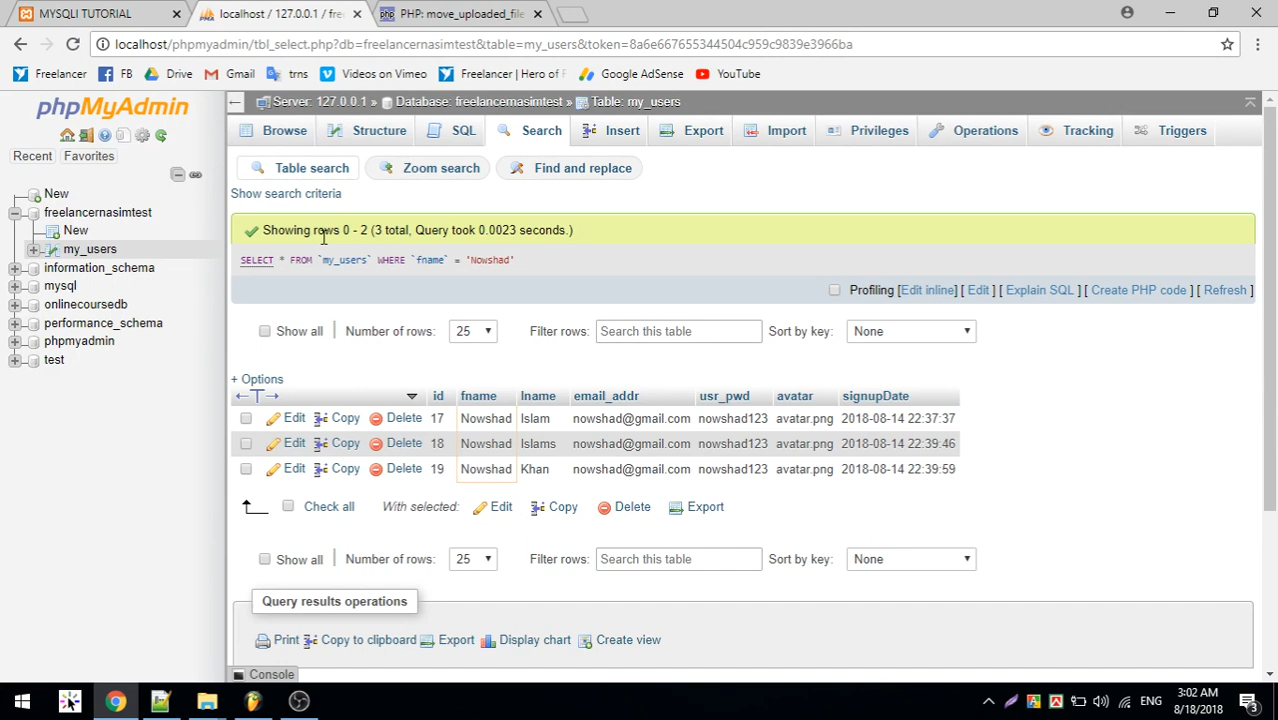 MYSQLI TUTORIAL
localhost / 127.0.0.1 / fre
PHP: move_uploaded_file
localhost/phpmyadmin/tbl_select.php?db=freelancernasimtest&table=my_users&token=8a6e667655344504c959c9839e3966ba
Freelancer FB Drive Gmail trns Videos on Vimeo Freelancer | Hero of F Google AdSense YouTube
phpMyAdmin
Recent Favorites
New
freelancernasimtest
New
my_users
information_schema
mysql
onlinecoursedb
performance_schema
phpmyadmin
test
Server: 127.0.0.1 » Database: freelancernasimtest » Table: my_users
Browse Structure SQL Search Insert Export Import Privileges Operations Tracking Triggers
Table search Zoom search Find and replace
Show search criteria
Showing rows 0 - 2 (3 total, Query took 0.0023 seconds.)
SELECT * FROM `my_users` WHERE `fname` = 'Nowshad'
Profiling [Edit inline] [ Edit ] [ Explain SQL ] [ Create PHP code ] [ Refresh ]
Show all Number of rows: 25 Filter rows: Search this table Sort by key: None
+ Options
←T→ id fname lname email_addr usr_pwd avatar signupDate
Edit Copy Delete 17 Nowshad Islam nowshad@gmail.com nowshad123 avatar.png 2018-08-14 22:37:37
Edit Copy Delete 18 Nowshad Islams nowshad@gmail.com nowshad123 avatar.png 2018-08-14 22:39:46
Edit Copy Delete 19 Nowshad Khan nowshad@gmail.com nowshad123 avatar.png 2018-08-14 22:39:59
Check all With selected: Edit Copy Delete Export
Show all Number of rows: 25 Filter rows: Search this table Sort by key: None
Query results operations
Print Copy to clipboard Export Display chart Create view
Console
ENG
3:02 AM
8/18/2018
3